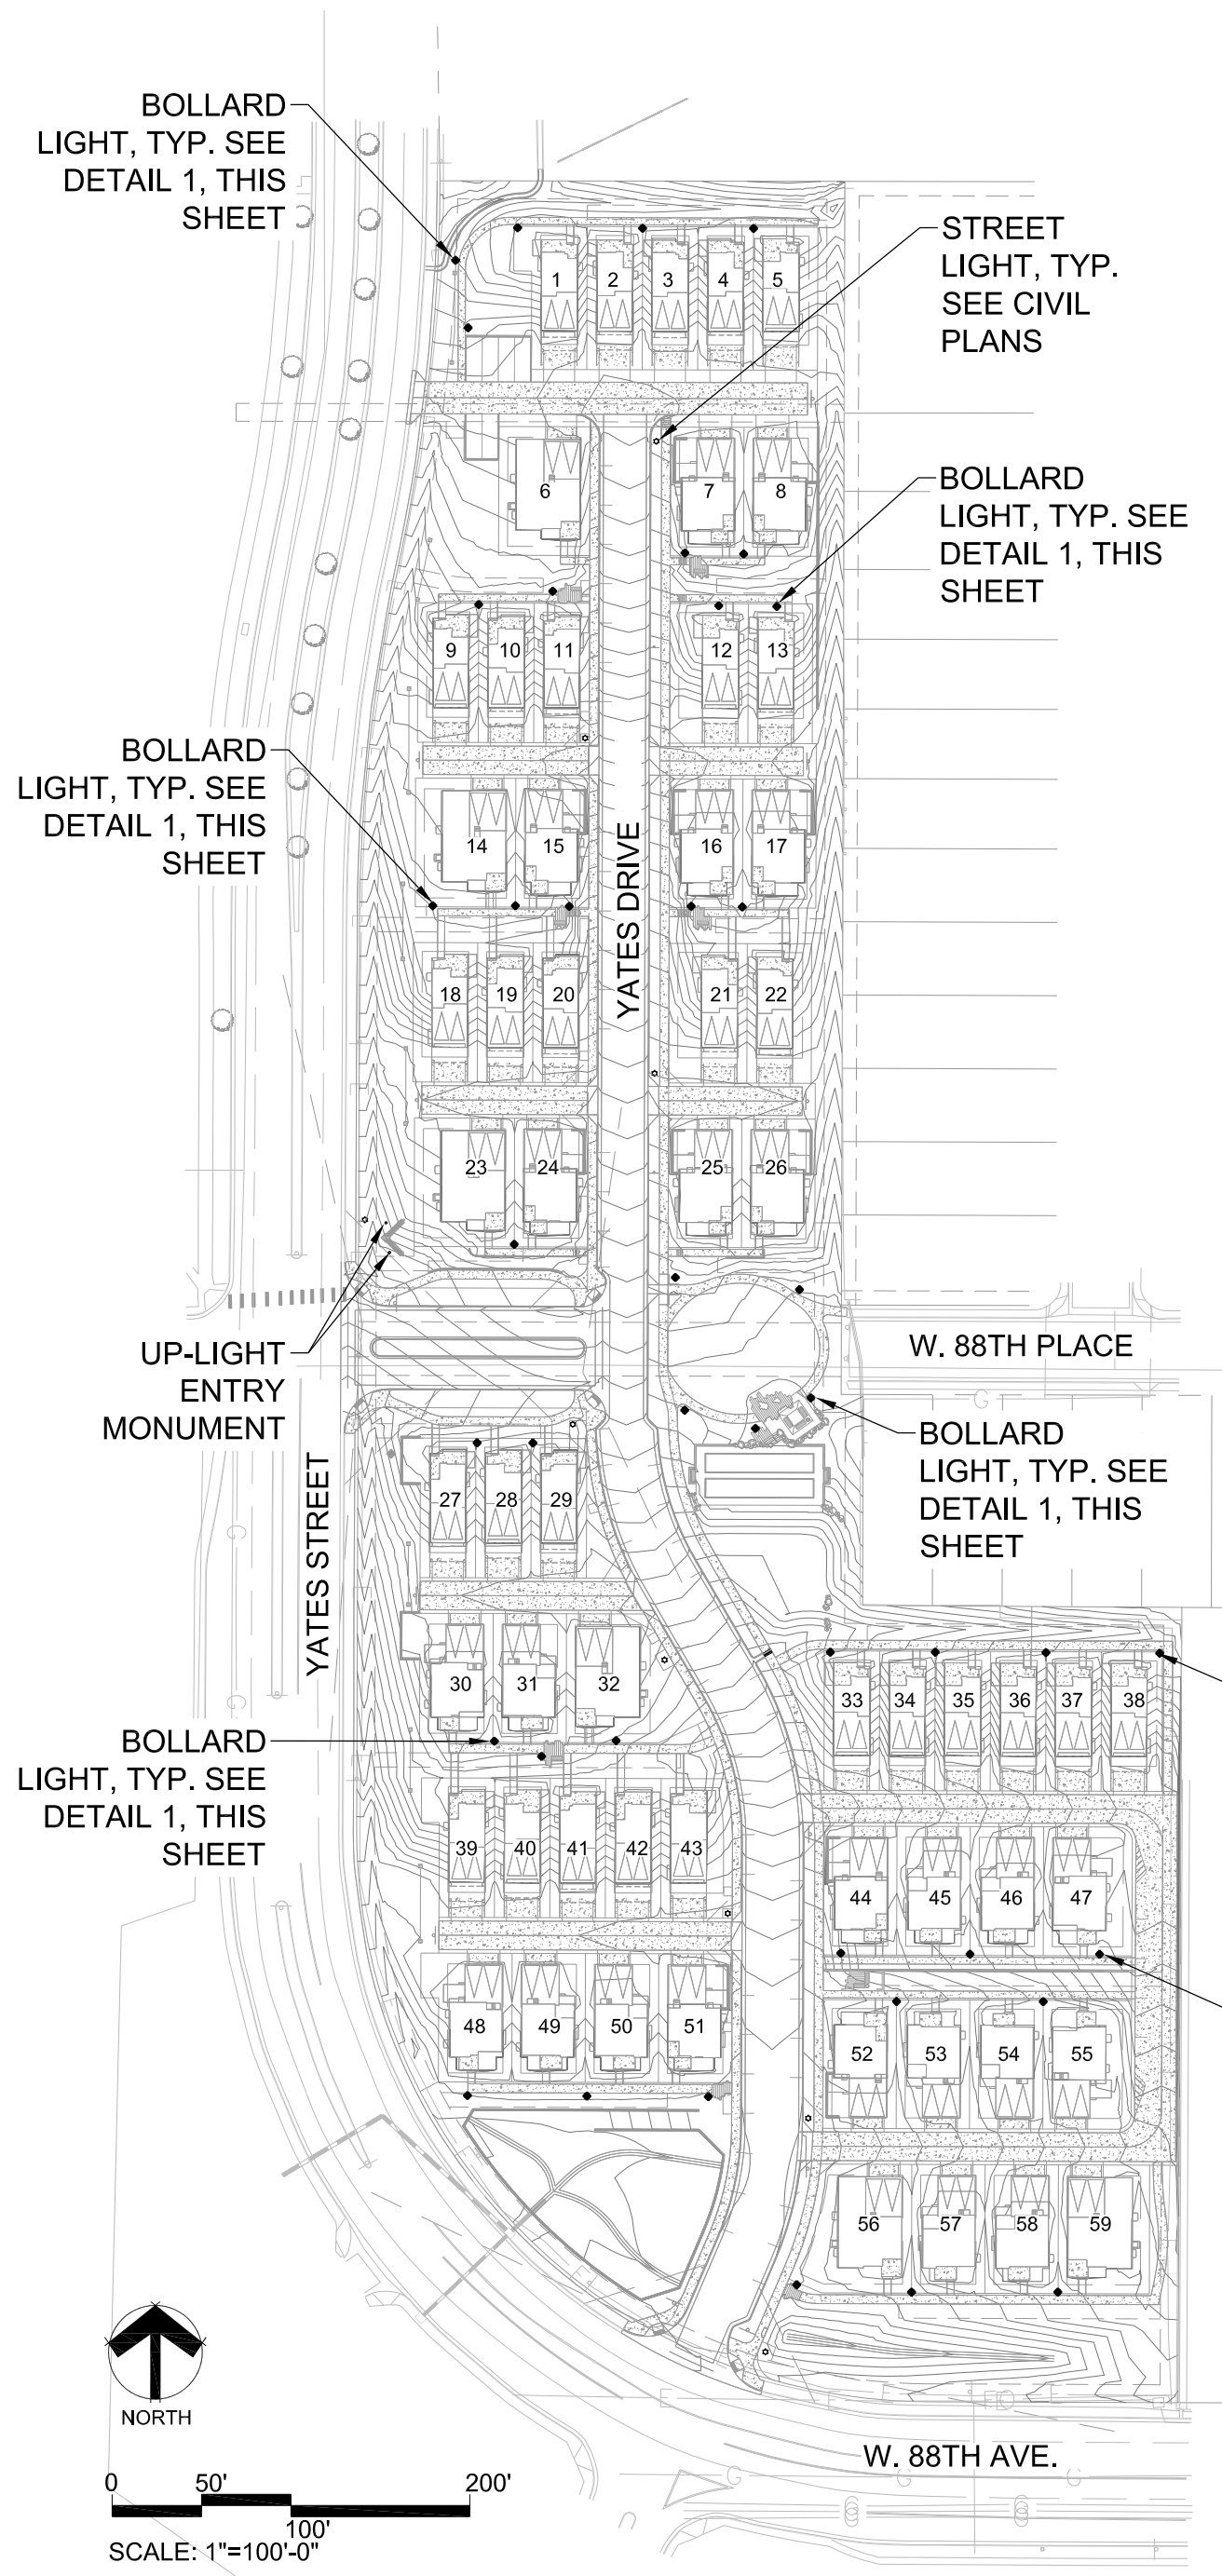 BOLLARD
LIGHT, TYP. SEE
DETAIL 1, THIS
SHEET
STREET
LIGHT, TYP.
SEE CIVIL
PLANS
1
2
3
4
5
6
7
8
BOLLARD
LIGHT, TYP. SEE
DETAIL 1, THIS
SHEET
9
10
11
12
13
BOLLARD
LIGHT, TYP. SEE
DETAIL 1, THIS
SHEET
14
15
16
17
YATES DRIVE
18
19
20
21
22
23
24
25
26
UP-LIGHT
ENTRY
MONUMENT
W. 88TH PLACE
G
BOLLARD
LIGHT, TYP. SEE
DETAIL 1, THIS
SHEET
YATES STREET
G
G
G
27
28
29
30
31
32
33
34
35
36
37
38
BOLLARD
LIGHT, TYP. SEE
DETAIL 1, THIS
SHEET
39
40
41
42
43
44
45
46
47
48
49
50
51
52
53
54
55
56
57
58
59
NORTH
E
E
E
W. 88TH AVE.
G
G
G
0
50'
200'
100'
SCALE: 1"=100'-0"